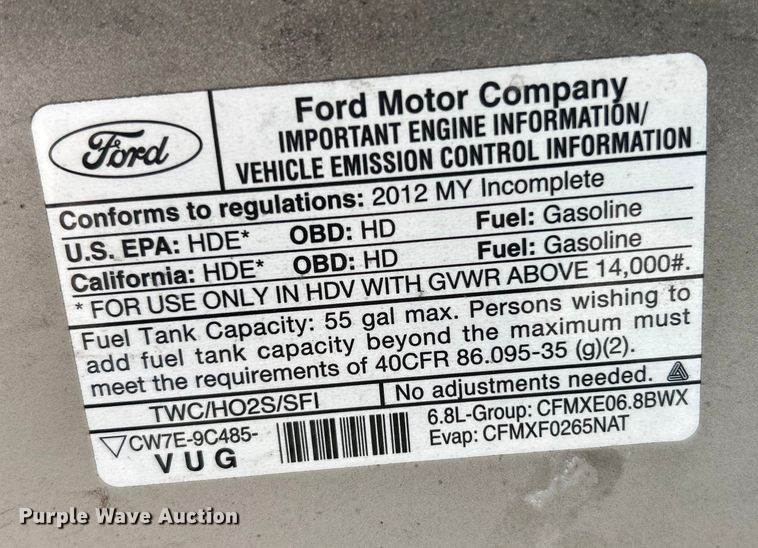 Ford
Ford Motor Company
IMPORTANT ENGINE INFORMATION/
VEHICLE EMISSION CONTROL INFORMATION
Conforms to regulations: 2012 MY Incomplete
U.S. EPA: HDE* OBD: HD Fuel: Gasoline
California: HDE* OBD: HD Fuel: Gasoline
* FOR USE ONLY IN HDV WITH GVWR ABOVE 14,000#.
Fuel Tank Capacity: 55 gal max. Persons wishing to
add fuel tank capacity beyond the maximum must
meet the requirements of 40CFR 86.095-35 (g)(2).
TWC/HO2S/SFI No adjustments needed.
CW7E-9C485- 6.8L-Group: CFMXE06.8BWX
VUG Evap: CFMXF0265NAT
Purple Wave Auction